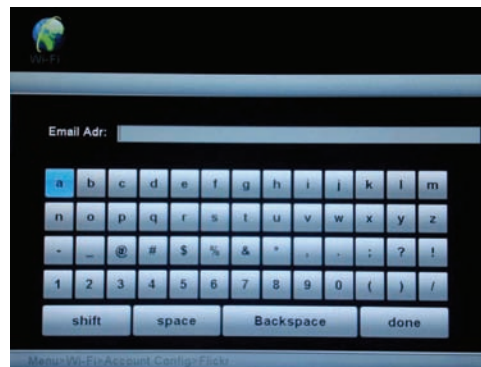 Wi-Fi
Email Adr:
a b c d e f g h i j k l m
n o p q r s t u v w x y z
- _ @ # $ % & * , . : ? !
1 2 3 4 5 6 7 8 9 0 ( ) /
shift space Backspace done
Menu>Wi-Fi>Account Config>Flickr